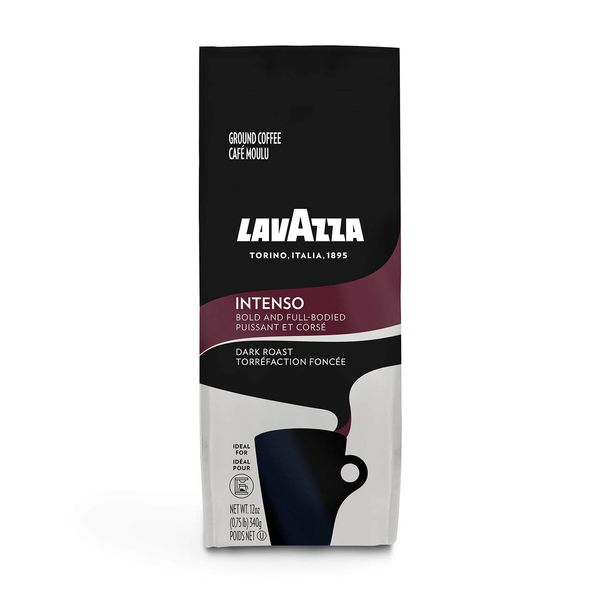 GROUND COFFEE
CAFÉ MOULU
LAVAZZA
TORINO, ITALIA, 1895
INTENSO
BOLD AND FULL-BODIED
PUISSANT ET CORSÉ
DARK ROAST
TORRÉFACTION FONCÉE
IDEAL
FOR
IDÉAL
POUR
NET WT. 12oz
(0,75 lb) 340g
POIDS NET U